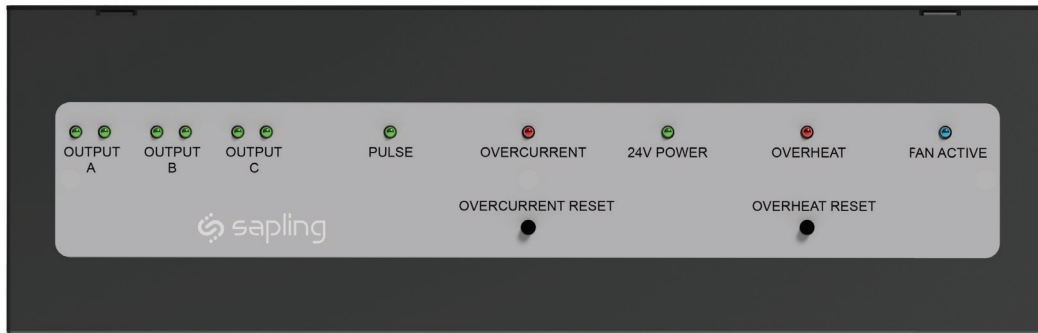 OUTPUT
A
OUTPUT
B
OUTPUT
C
PULSE
OVERCURRENT
24V POWER
OVERHEAT
FAN ACTIVE
OVERCURRENT RESET
OVERHEAT RESET
sapling